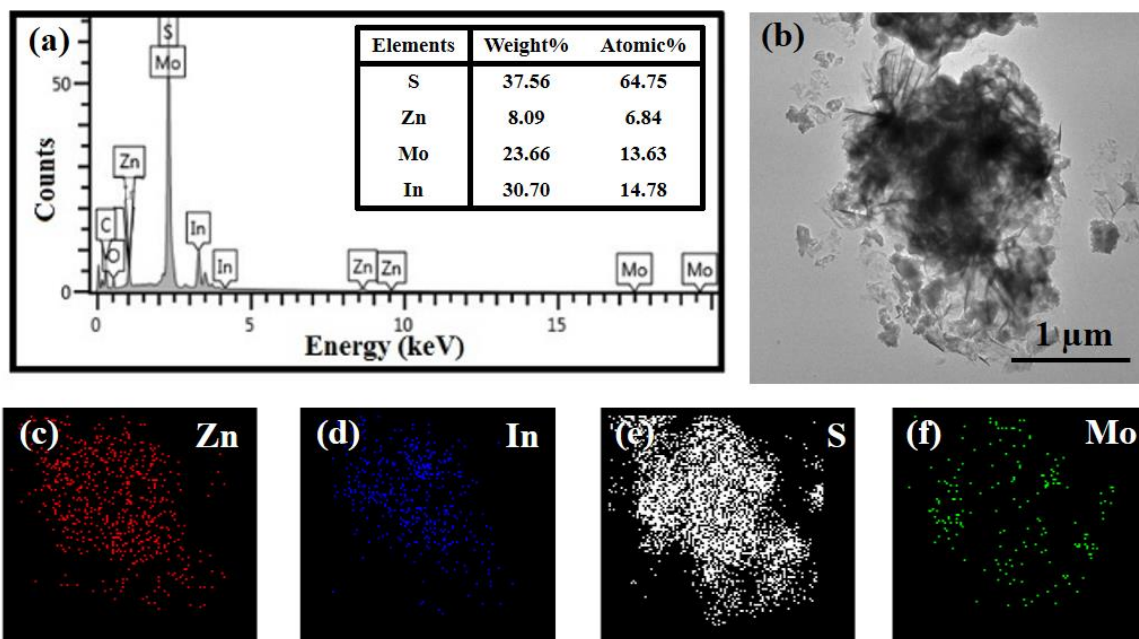 (a)
S
Mo
Elements Weight% Atomic%
S 37.56 64.75
Zn 8.09 6.84
Mo 23.66 13.63
In 30.70 14.78
50
Counts
Zn
C
O
In
In
Zn
Zn
Mo
Mo
0
0 5 10 15
Energy (keV)
(b)
1 μm
(c) Zn
(d) In
(e) S
(f) Mo